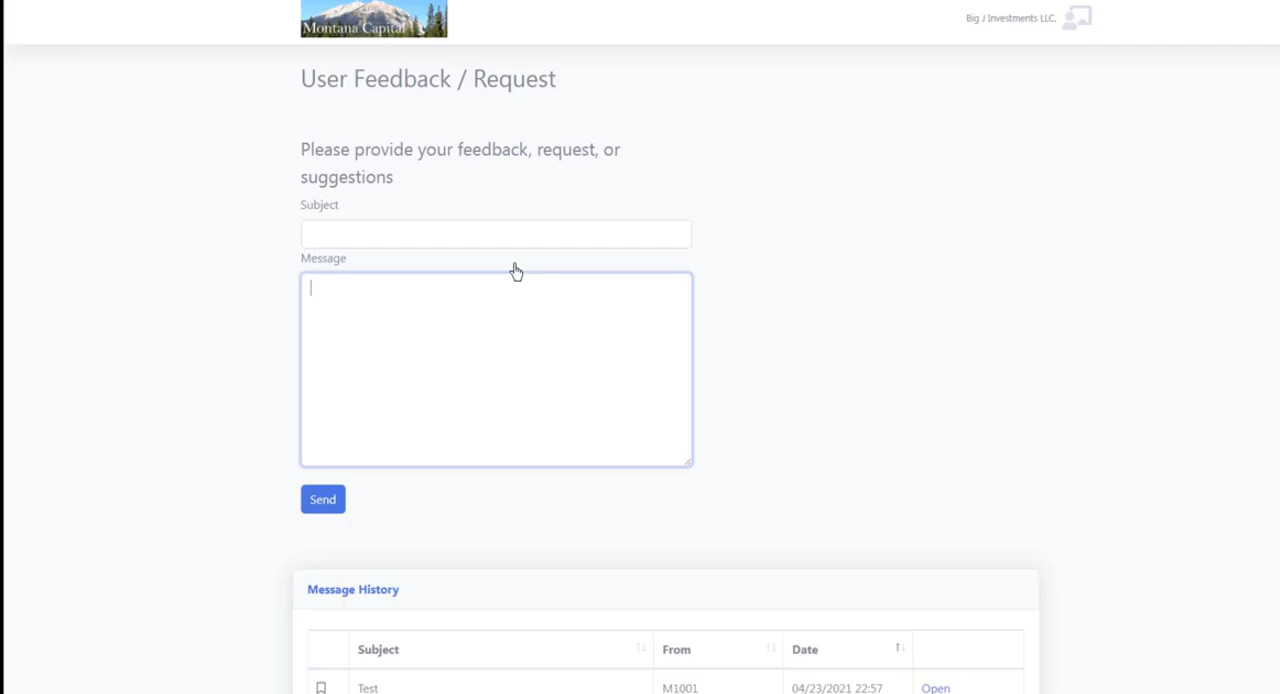 Montana Capital
Big J Investments LLC.
User Feedback / Request
Please provide your feedback, request, or
suggestions
Subject
Message
Send
Message History
Subject From Date
Test M1001 04/23/2021 22:57 Open